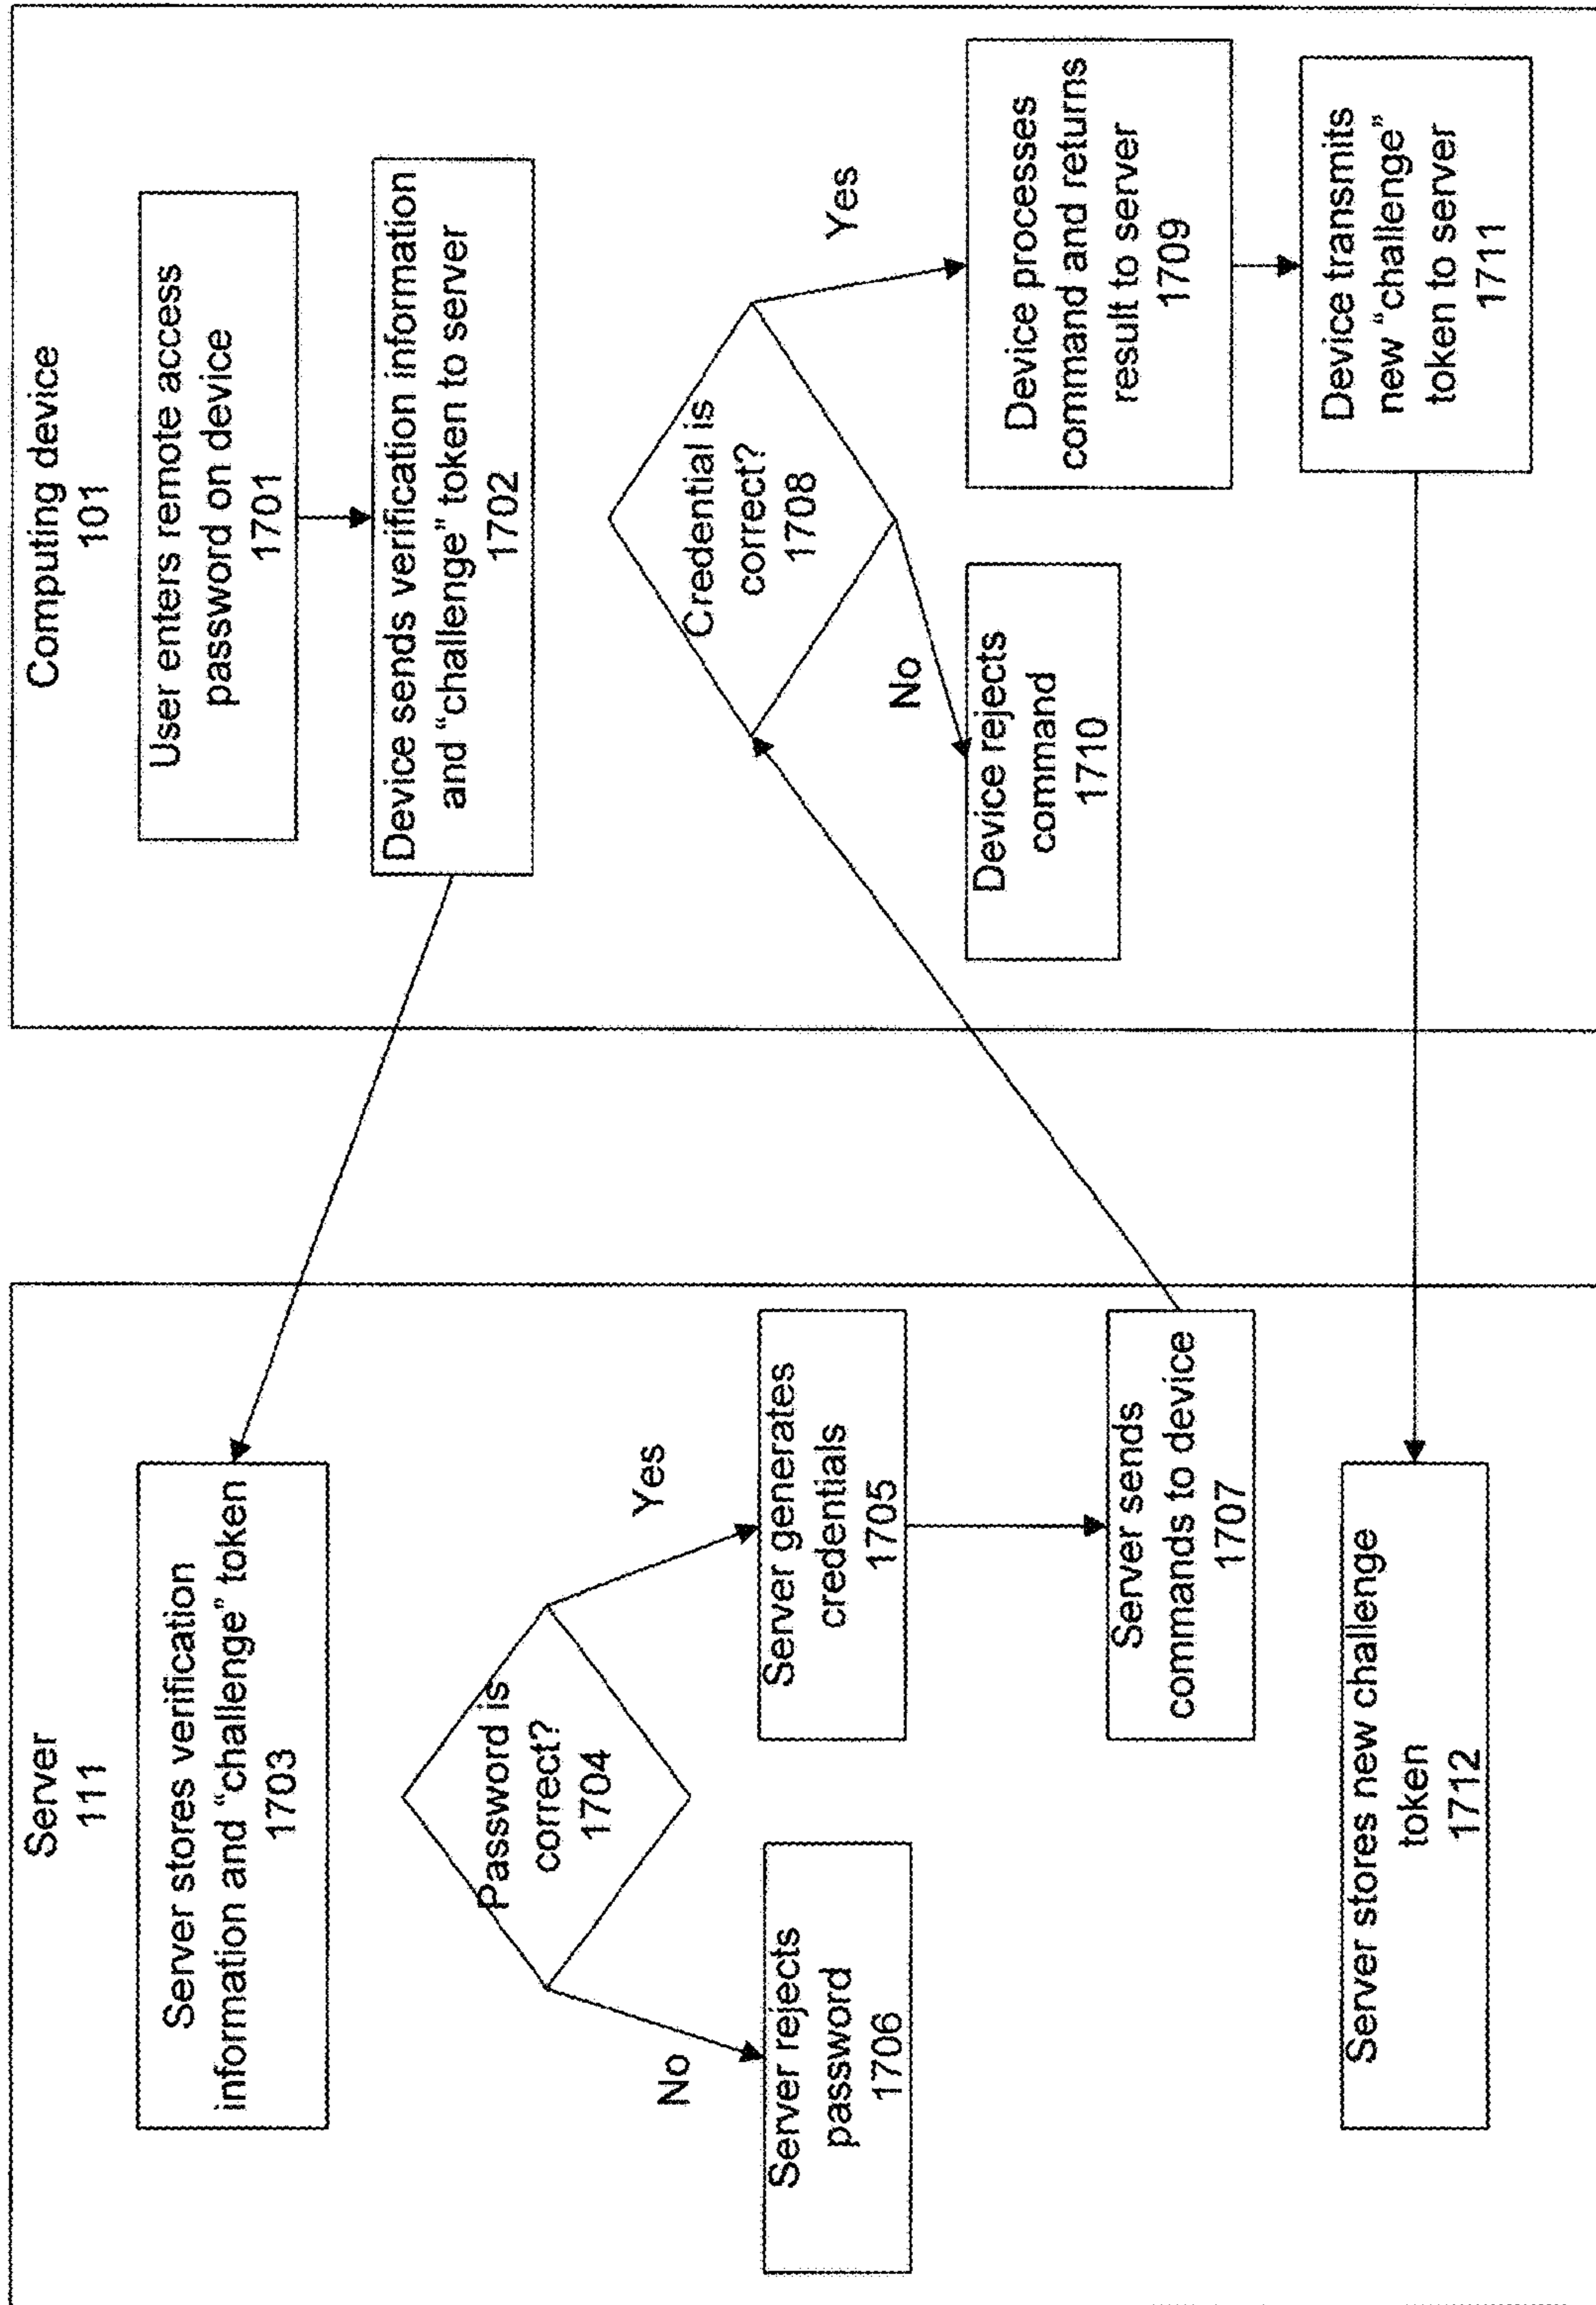 Server
111
Server stores verification
information and “challenge” token
1703
Password is
correct?
1704
Yes
No
Server generates
credentials
1705
Server rejects
password
1706
Server sends
commands to device
1707
Server stores new challenge
token
1712
Computing device
101
User enters remote access
password on device
1701
Device sends verification information
and “challenge” token to server
1702
Credential is
correct?
1708
Yes
No
Device processes
command and returns
result to server
1709
Device rejects
command
1710
Device transmits
new “challenge”
token to server
1711